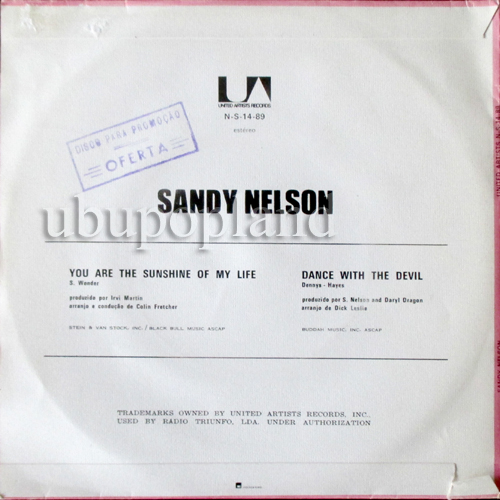 UNITED ARTISTS RECORDS
N-S-14-89
estéreo
DISCO PARA PROMOÇÃO
OFERTA
SANDY NELSON
ubupopland
YOU ARE THE SUNSHINE OF MY LIFE
S. Wonder
produzido por Irvi Martin
arranjo e condução de Colin Fretcher
STEIN & VAN STOCK, INC. / BLACK BULL MUSIC ASCAP
DANCE WITH THE DEVIL
Dennys - Hayes
produzido por S. Nelson and Daryl Dragon
arranjo de Dick Leslie
BUDDAH MUSIC, INC. ASCAP
TRADEMARKS OWNED BY UNITED ARTISTS RECORDS, INC.,
USED BY RÁDIO TRIUNFO, LDA. UNDER AUTHORIZATION